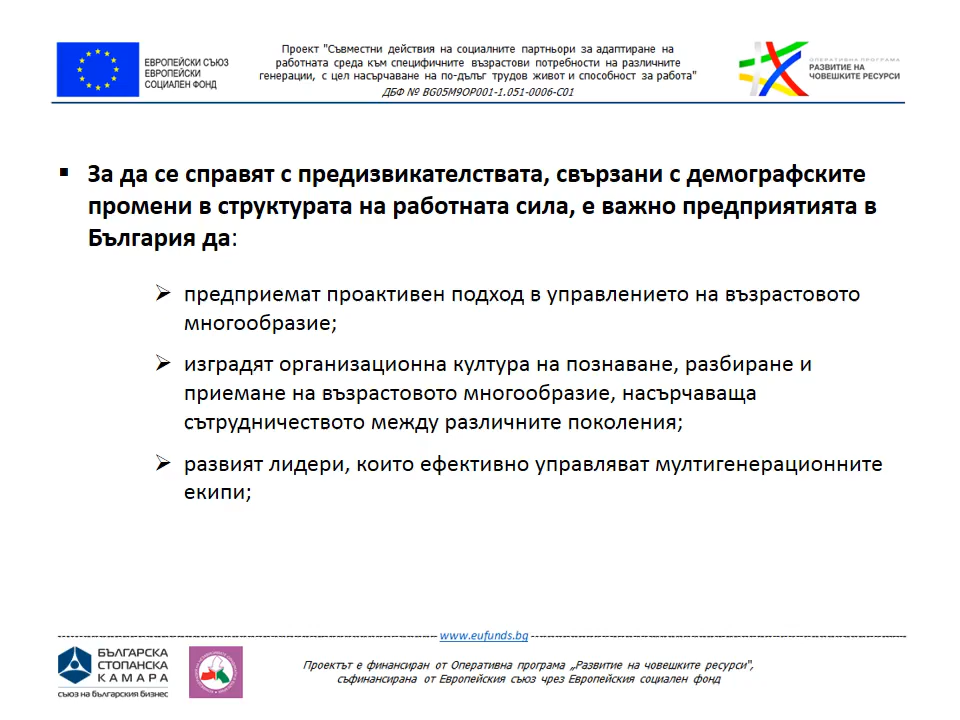 ЕВРОПЕЙСКИ СЪЮЗ
ЕВРОПЕЙСКИ
СОЦИАЛЕН ФОНД
Проект "Съвместни действия на социалните партньори за адаптиране на
работната среда към специфичните възрастови потребности на различните
генерации, с цел насърчаване на по-дълъг трудов живот и способност за работа"
ДБФ № BG05M9OP001-1.051-0006-C01
ОПЕРАТИВНА ПРОГРАМА
РАЗВИТИЕ НА
ЧОВЕШКИТЕ РЕСУРСИ
▪ За да се справят с предизвикателствата, свързани с демографските
промени в структурата на работната сила, е важно предприятията в
България да:
➢ предприемат проактивен подход в управлението на възрастовото
многообразие;
➢ изградят организационна култура на познаване, разбиране и
приемане на възрастовото многообразие, насърчаваща
сътрудничеството между различните поколения;
➢ развият лидери, които ефективно управляват мултигенерационните
екипи;
www.eufunds.bg
БЪЛГАРСКА
СТОПАНСКА
КАМАРА
съюз на българския бизнес
Проектът е финансиран от Оперативна програма „Развитие на човешките ресурси",
съфинансирана от Европейския съюз чрез Европейския социален фонд